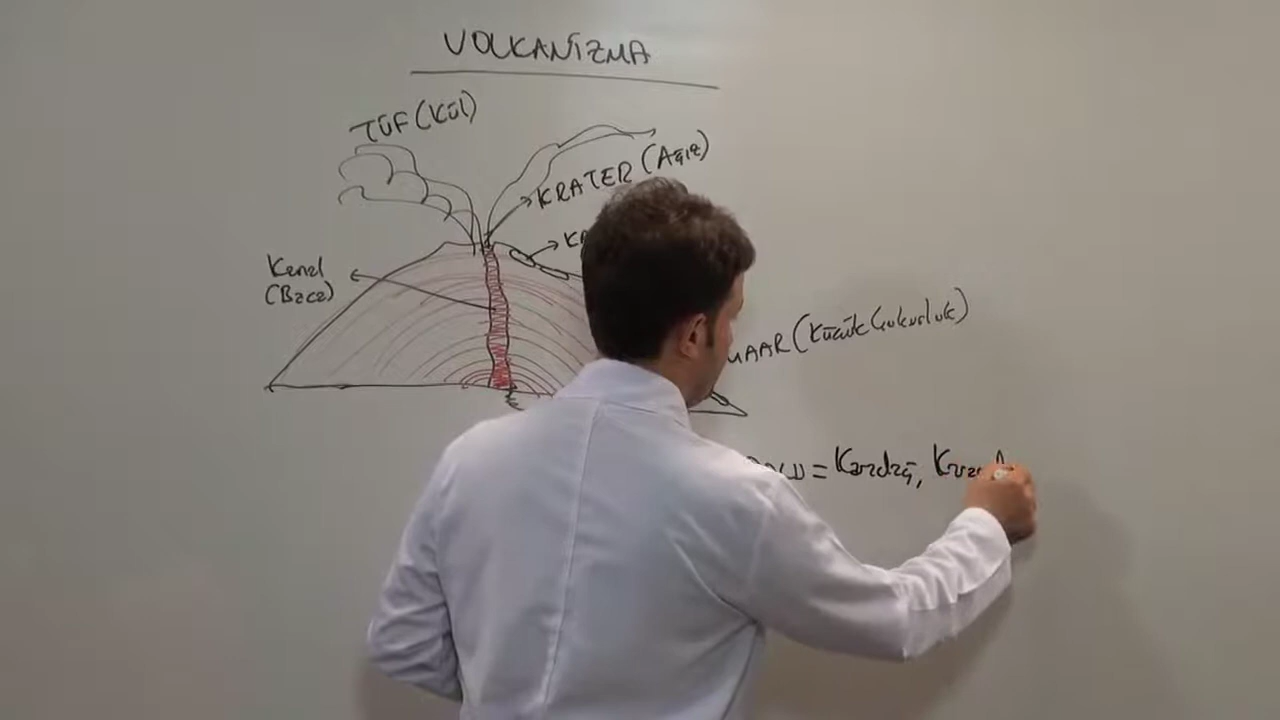 VOLKANİZMA
TÜF (Kül)
KRATER (Ağız)
Kanal
(Baca)
MAAR (Küçük Çukurluk)
= Karadağ,